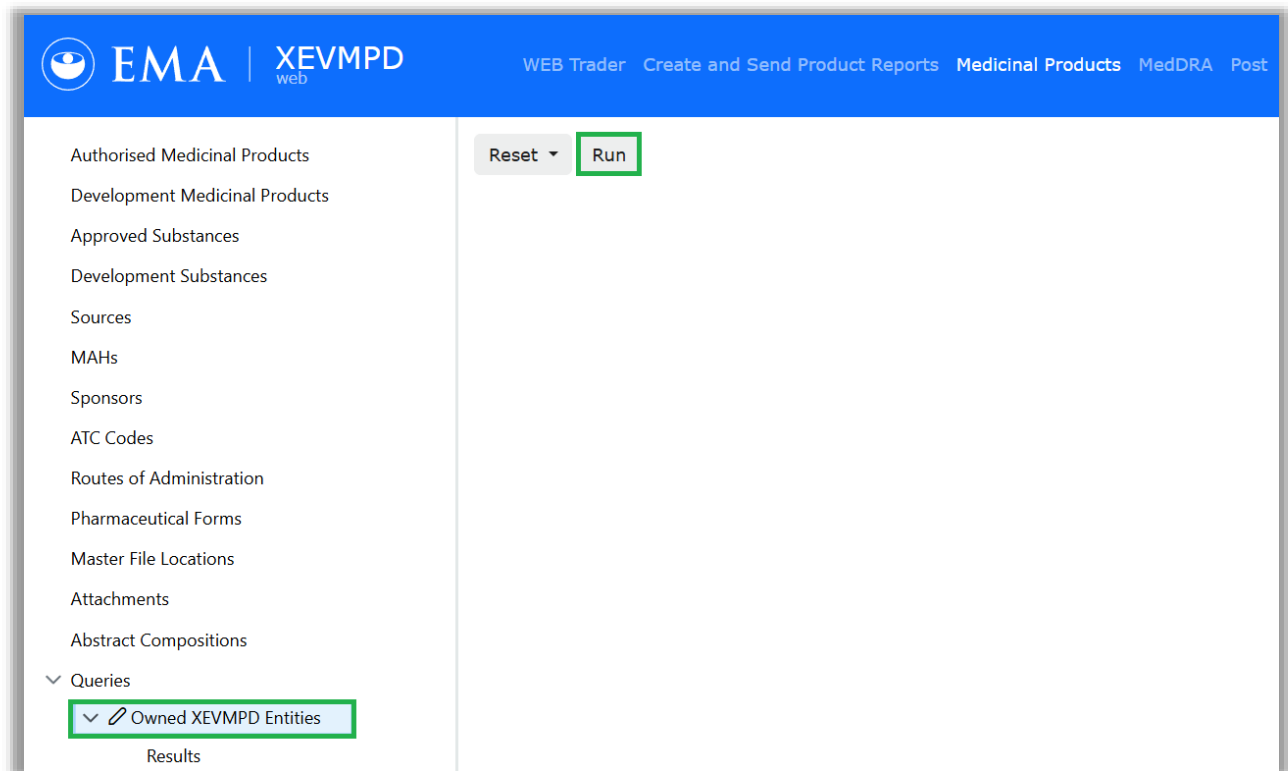 EMA XEVMPD
web
WEB Trader Create and Send Product Reports Medicinal Products MedDRA Post
Reset Run
Authorised Medicinal Products
Development Medicinal Products
Approved Substances
Development Substances
Sources
MAHs
Sponsors
ATC Codes
Routes of Administration
Pharmaceutical Forms
Master File Locations
Attachments
Abstract Compositions
Queries
Owned XEVMPD Entities
Results